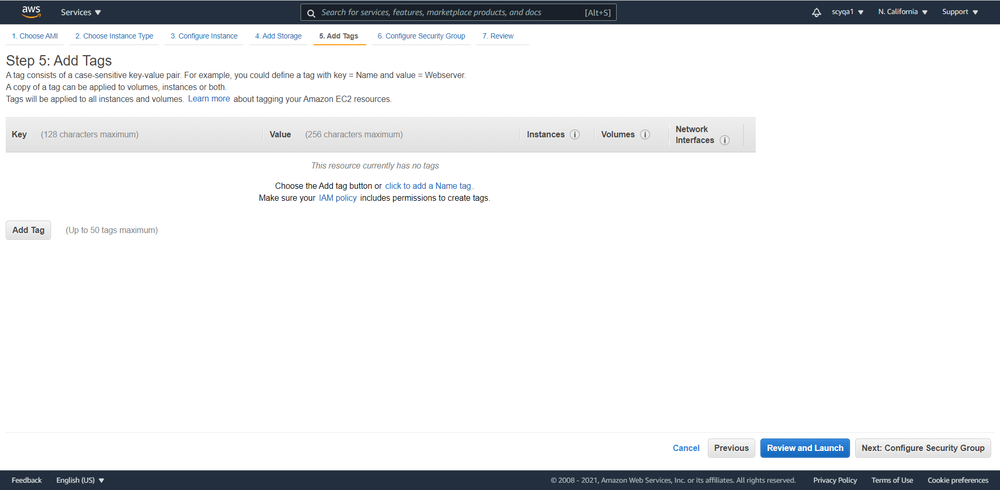 aws
Services
Search for services, features, marketplace products, and docs [Alt+S]
scyqa1
N. California
Support
1. Choose AMI
2. Choose Instance Type
3. Configure Instance
4. Add Storage
5. Add Tags
6. Configure Security Group
7. Review
Step 5: Add Tags
A tag consists of a case-sensitive key-value pair. For example, you could define a tag with key = Name and value = Webserver.
A copy of a tag can be applied to volumes, instances or both.
Tags will be applied to all instances and volumes. Learn more about tagging your Amazon EC2 resources.
Key (128 characters maximum)
Value (256 characters maximum)
Instances i
Volumes i
Network
Interfaces i
This resource currently has no tags
Choose the Add tag button or click to add a Name tag.
Make sure your IAM policy includes permissions to create tags.
Add Tag (Up to 50 tags maximum)
Cancel
Previous
Review and Launch
Next: Configure Security Group
Feedback
English (US)
© 2008 - 2021, Amazon Web Services, Inc. or its affiliates. All rights reserved.
Privacy Policy
Terms of Use
Cookie preferences